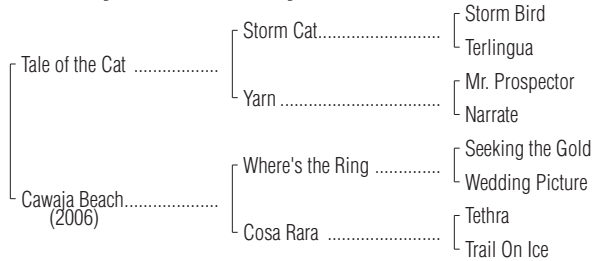 Storm Bird
Storm Cat........................
Terlingua
Tale of the Cat .................
Mr. Prospector
Yarn ................................
Narrate
Seeking the Gold
Where's the Ring .............
Wedding Picture
Cawaja Beach...................
(2006)
Tethra
Cosa Rara ......................
Trail On Ice